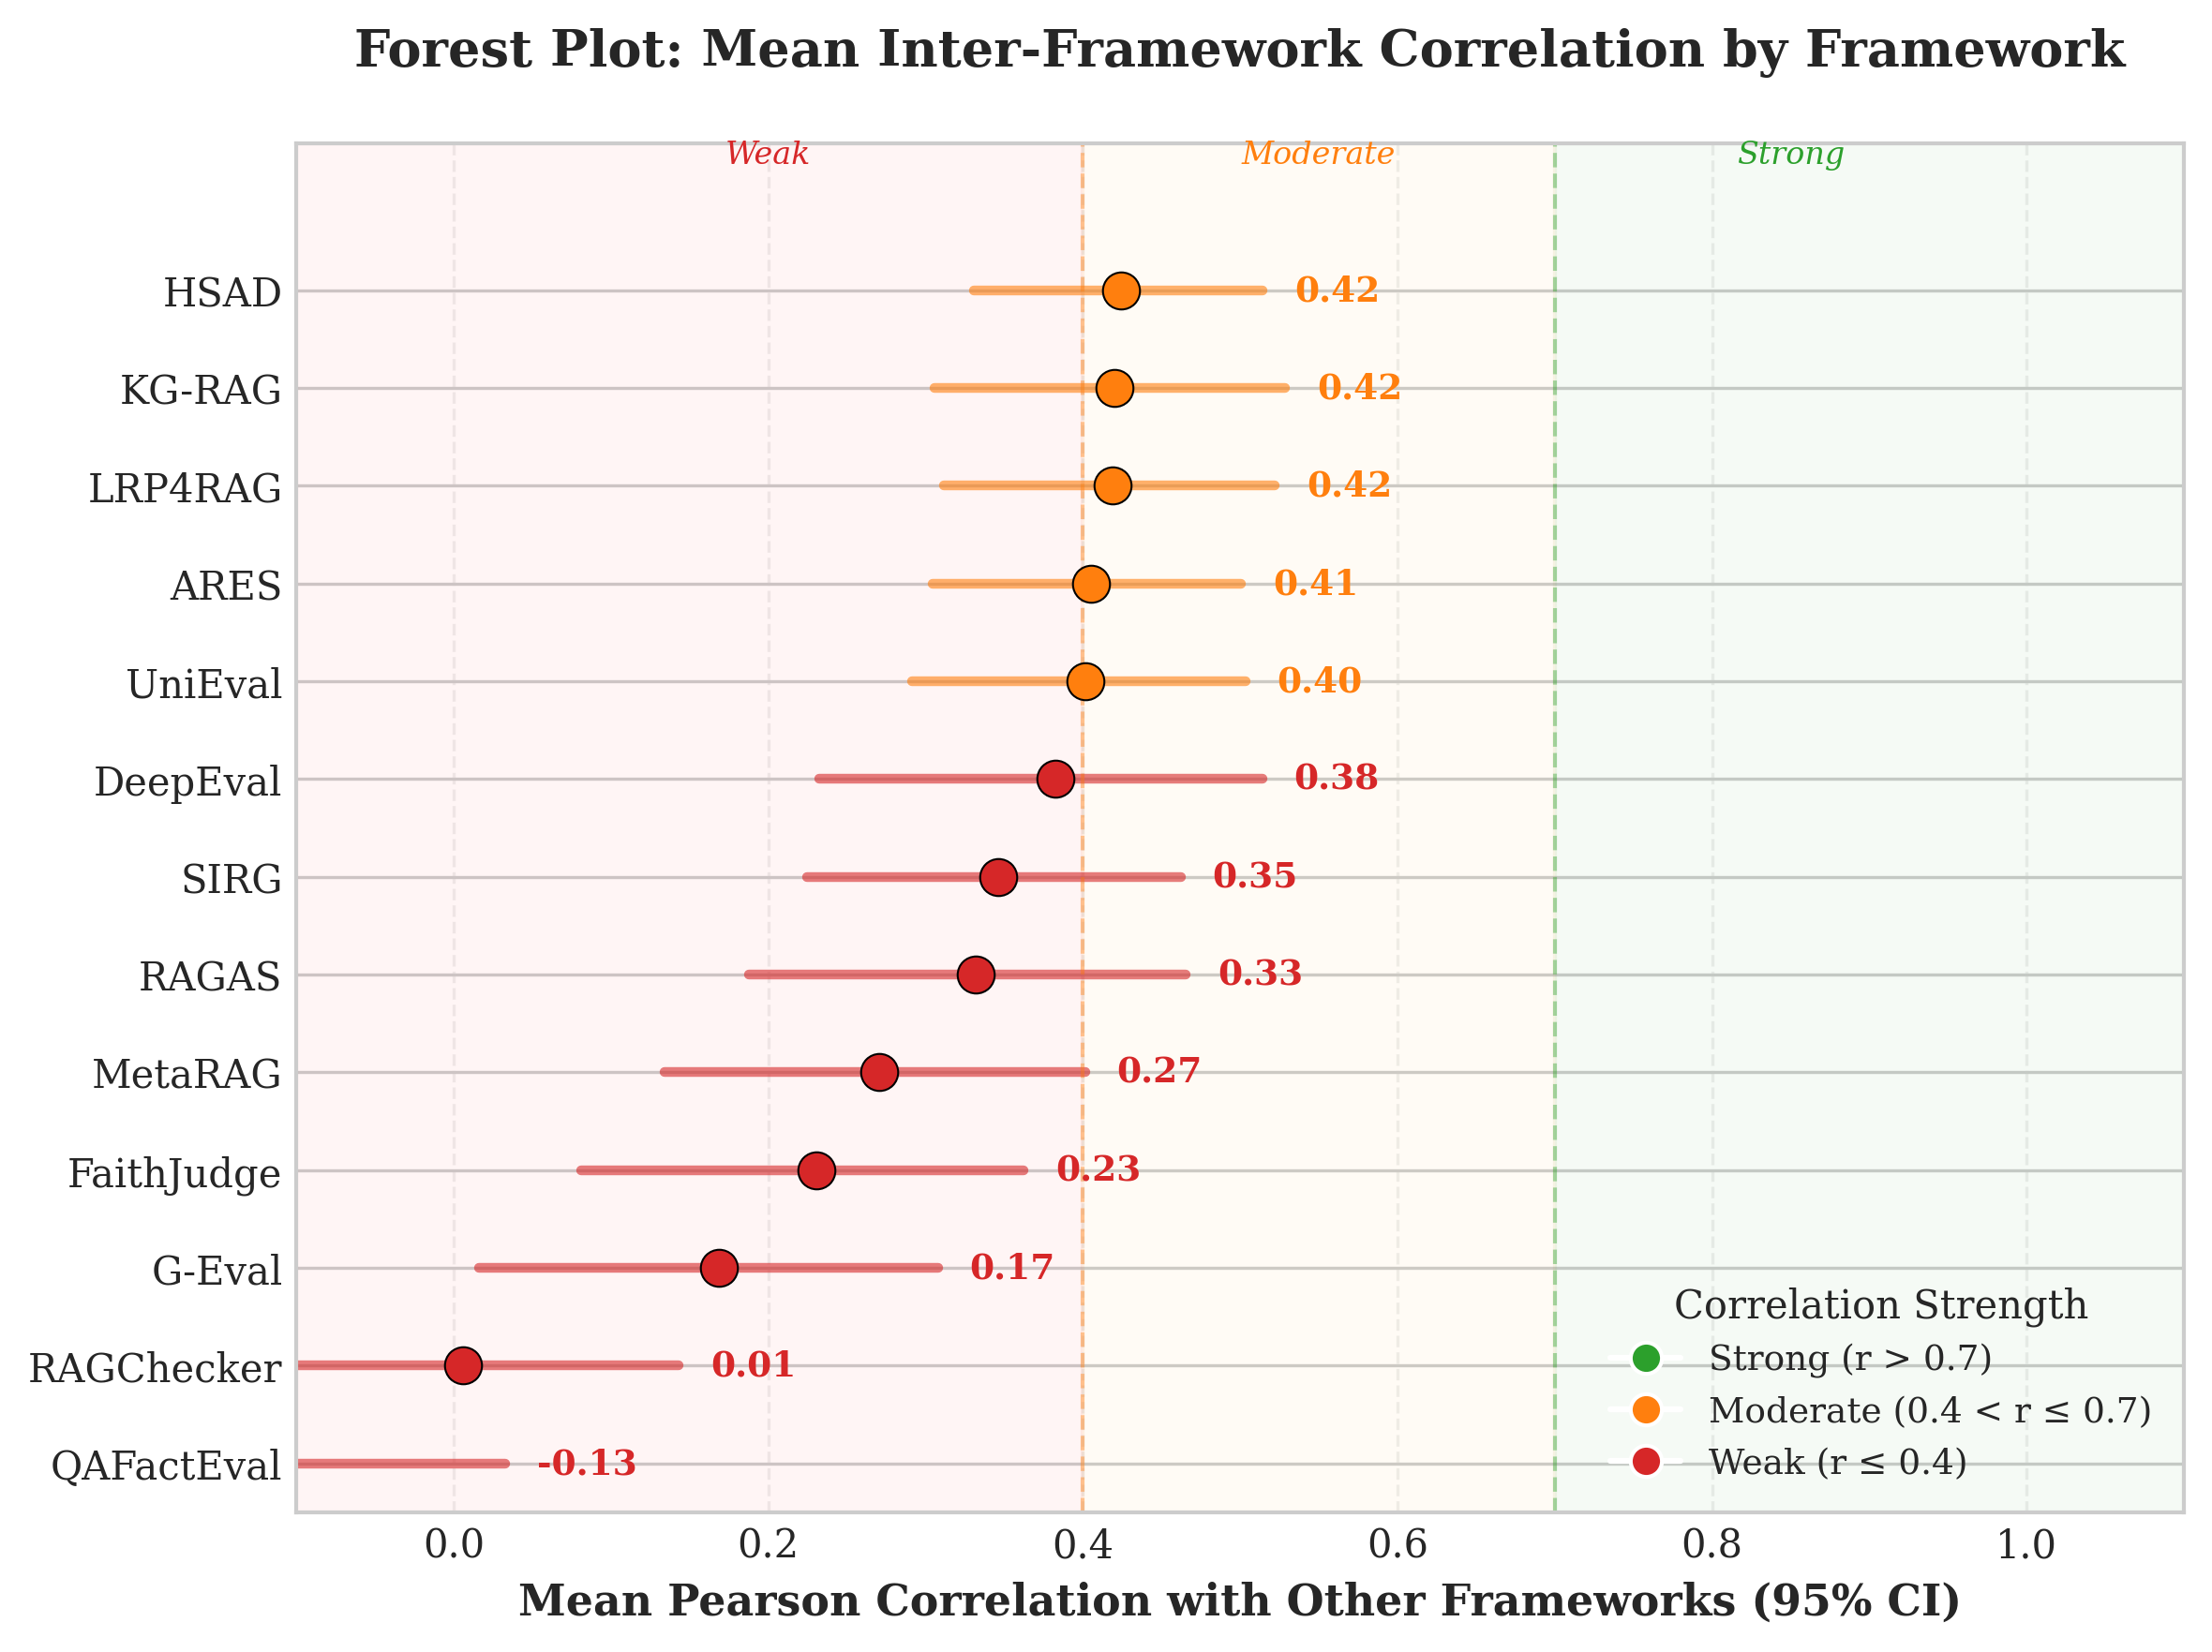 Forest Plot: Mean Inter-Framework Correlation by Framework
Weak
Moderate
Strong
HSAD
0.42
KG-RAG
0.42
LRP4RAG
0.42
ARES
0.41
UniEval
0.40
DeepEval
0.38
SIRG
0.35
RAGAS
0.33
MetaRAG
0.27
FaithJudge
0.23
G-Eval
0.17
RAGChecker
0.01
QAFactEval
-0.13
Correlation Strength
Strong (r > 0.7)
Moderate (0.4 < r ≤ 0.7)
Weak (r ≤ 0.4)
0.0
0.2
0.4
0.6
0.8
1.0
Mean Pearson Correlation with Other Frameworks (95% CI)